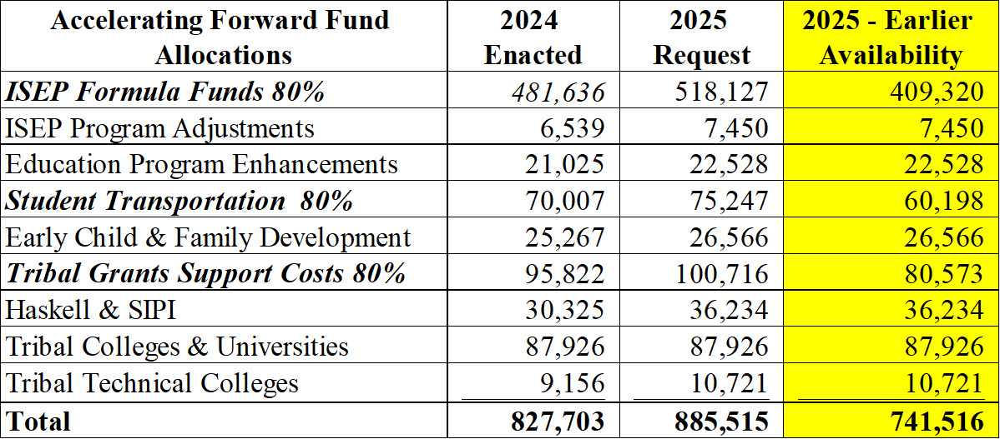 Accelerating Forward Fund Allocations 2024 Enacted 2025 Request 2025 - Earlier Availability
ISEP Formula Funds 80% 481,636 518,127 409,320
ISEP Program Adjustments 6,539 7,450 7,450
Education Program Enhancements 21,025 22,528 22,528
Student Transportation 80% 70,007 75,247 60,198
Early Child & Family Development 25,267 26,566 26,566
Tribal Grants Support Costs 80% 95,822 100,716 80,573
Haskell & SIPI 30,325 36,234 36,234
Tribal Colleges & Universities 87,926 87,926 87,926
Tribal Technical Colleges 9,156 10,721 10,721
Total 827,703 885,515 741,516